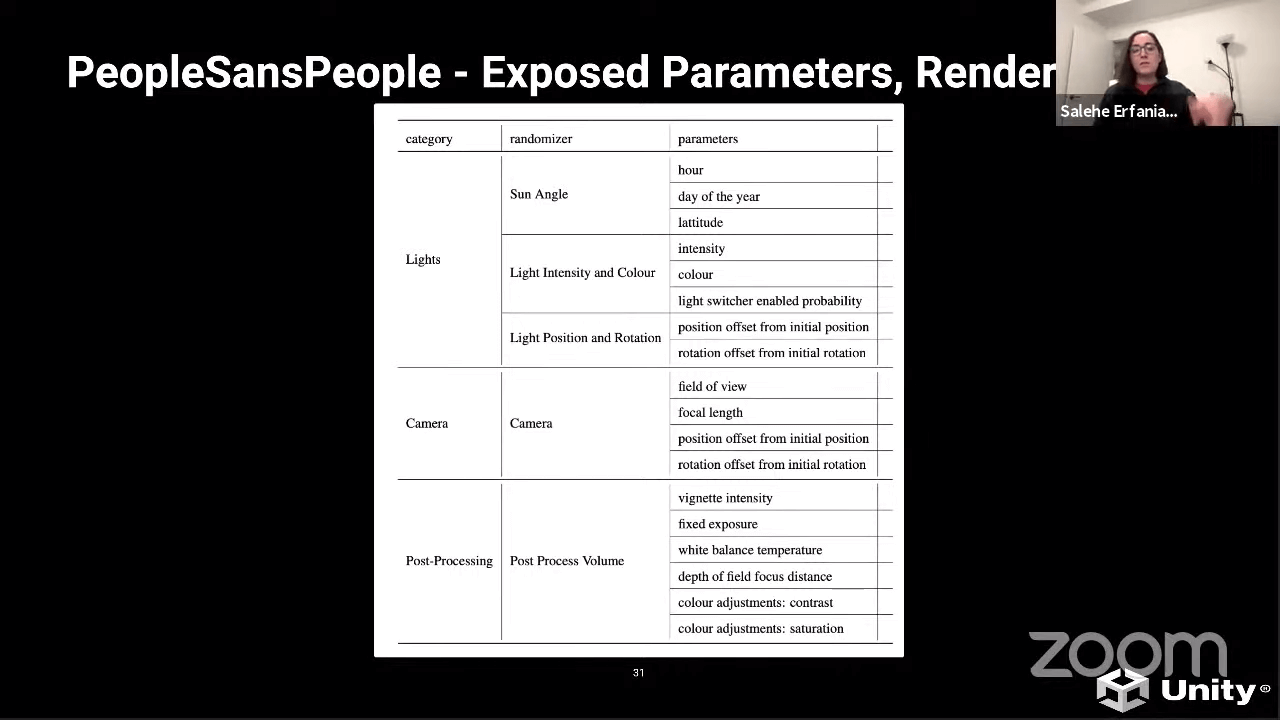 PeopleSansPeople - Exposed Parameters, Render
Salehe Erfania...
category randomizer parameters
Lights
Sun Angle
hour
day of the year
lattitude
Light Intensity and Colour
intensity
colour
light switcher enabled probability
Light Position and Rotation
position offset from initial position
rotation offset from initial rotation
Camera
Camera
field of view
focal length
position offset from initial position
rotation offset from initial rotation
Post-Processing
Post Process Volume
vignette intensity
fixed exposure
white balance temperature
depth of field focus distance
colour adjustments: contrast
colour adjustments: saturation
31
zoom
Unity®